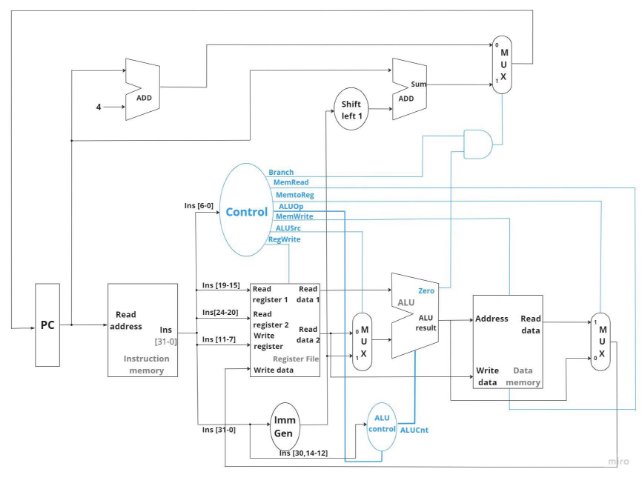 0
M
U
X
1
ADD
4
Sum
ADD
Shift
left 1
Branch
MemRead
MemtoReg
ALUOp
MemWrite
ALUSrc
RegWrite
Control
Ins [6-0]
PC
Read
address
Ins
[31-0]
Instruction
memory
Ins [19-15]
Ins[24-20]
Ins [11-7]
Read
register 1
Read
register 2
Write
register
Write data
Read
data 1
Read
data 2
Register File
0
M
U
X
1
Zero
ALU
ALU
result
Address
Read
data
Write
data
Data
memory
1
M
U
X
0
Imm
Gen
Ins [31-0]
Ins [30,14-12]
ALU
control
ALUCnt
miro